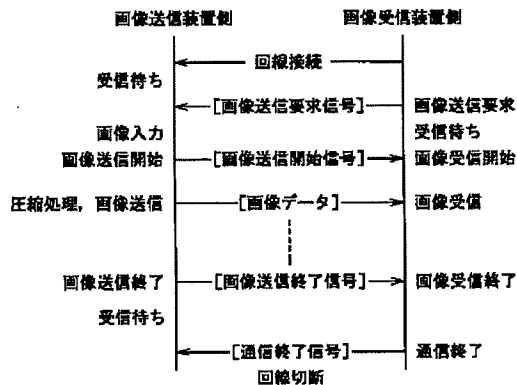 画像送信装置側 画像受信装置側
回線接続
受信待ち
[画像送信要求信号] 画像送信要求
画像入力 受信待ち
画像送信開始 [画像送信開始信号] 画像受信開始
圧縮処理，画像送信 [画像データ] 画像受信
画像送信終了 [画像送信終了信号] 画像受信終了
受信待ち
[通信終了信号] 通信終了
回線切断